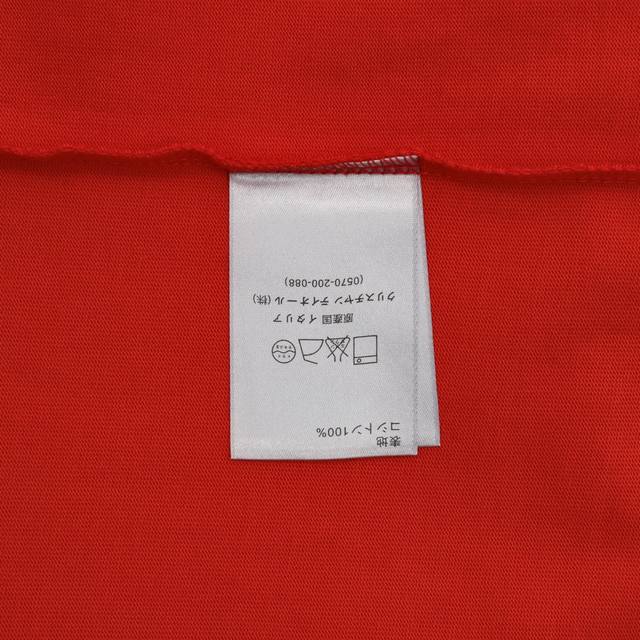 表地
コットン100%
原産国 イタリア
クリスチャン ディオール (株)
(0570-200-088)